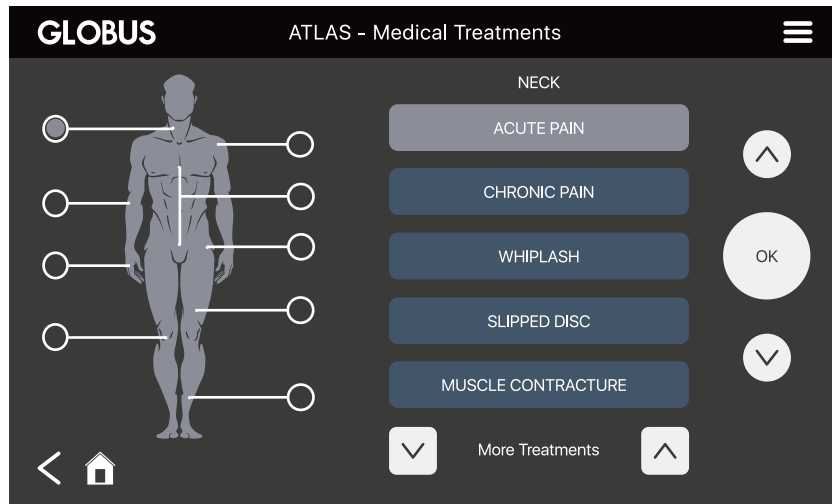 GLOBUS
ATLAS - Medical Treatments
NECK
ACUTE PAIN
CHRONIC PAIN
WHIPLASH
SLIPPED DISC
MUSCLE CONTRACTURE
OK
More Treatments